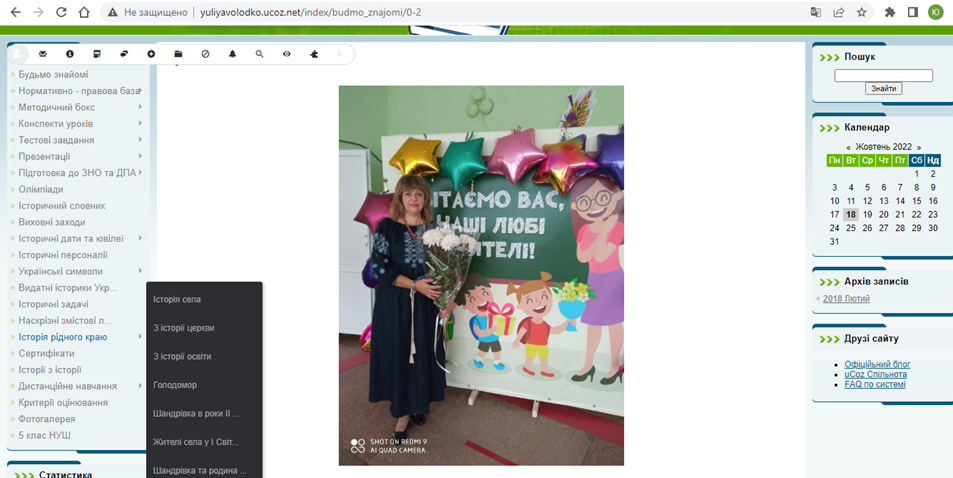 Не защищено
yuliyavolodko.ucoz.net/index/budmo_znajomi/0-2
Ю
Будьмо знайомі
Нормативно - правова база
Методичний бокс
Конспекти уроків
Тестові завдання
Презентації
Підготовка до ЗНО та ДПА
Олімпіади
Історичний словник
Виховні заходи
Історичні дати та ювілеї
Історичні персоналії
Українські символи
Видатні історики Укр...
Історичні задачі
Наскрізні змістові л...
Історія рідного краю
Сертифікати
Історії з історії
Дистанційне навчання
Критерії оцінювання
Фотогалерея
5 клас НУШ
Статистика
Історія села
З історії церкви
З історії освіти
Голодомор
Шандрівка в роки ІІ ...
Жителі села у І Світ...
Шандрівка та родина ...
ІТАЄМО ВАС,
НАШІ ЛЮБІ
ИТЕЛІ!
SHOT ON REDMI 9
AI QUAD CAMERA
Пошук
Знайти
Календар
« Жовтень 2022 »
Пн Вт Ср Чт Пт Сб Нд
1 2
3 4 5 6 7 8 9
10 11 12 13 14 15 16
17 18 19 20 21 22 23
24 25 26 27 28 29 30
31
Архів записів
2018 Лютий
Друзі сайту
Офіційний блог
uCoz Спільнота
FAQ по системі